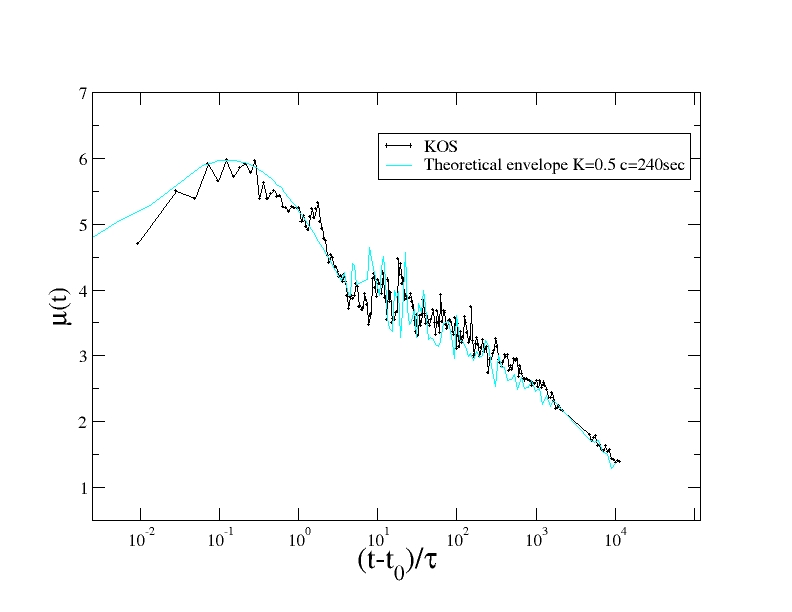 7
6
5
4
3
2
1
μ(t)
KOS
Theoretical envelope K=0.5 c=240sec
10^-2 10^-1 10^0 10^1 10^2 10^3 10^4
(t-t_0)/τ